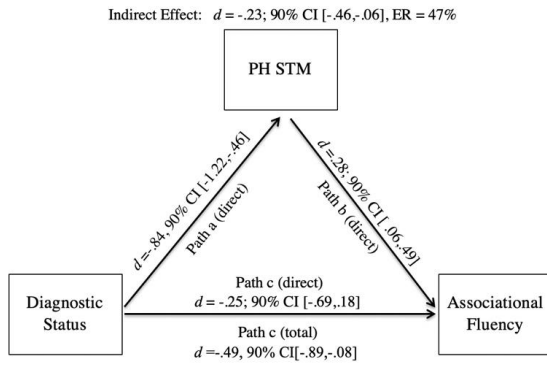 Indirect Effect: d = -.23; 90% CI [-.46,-.06], ER = 47%
PH STM
d=-.84, 90% CI [-1.22,-.46]
Path a (direct)
d=.28; 90% CI [ .06,.49]
Path b (direct)
Diagnostic
Status
Path c (direct)
d = -.25; 90% CI [-.69,.18]
Path c (total)
d=-.49, 90% CI[-.89,-.08]
Associational
Fluency